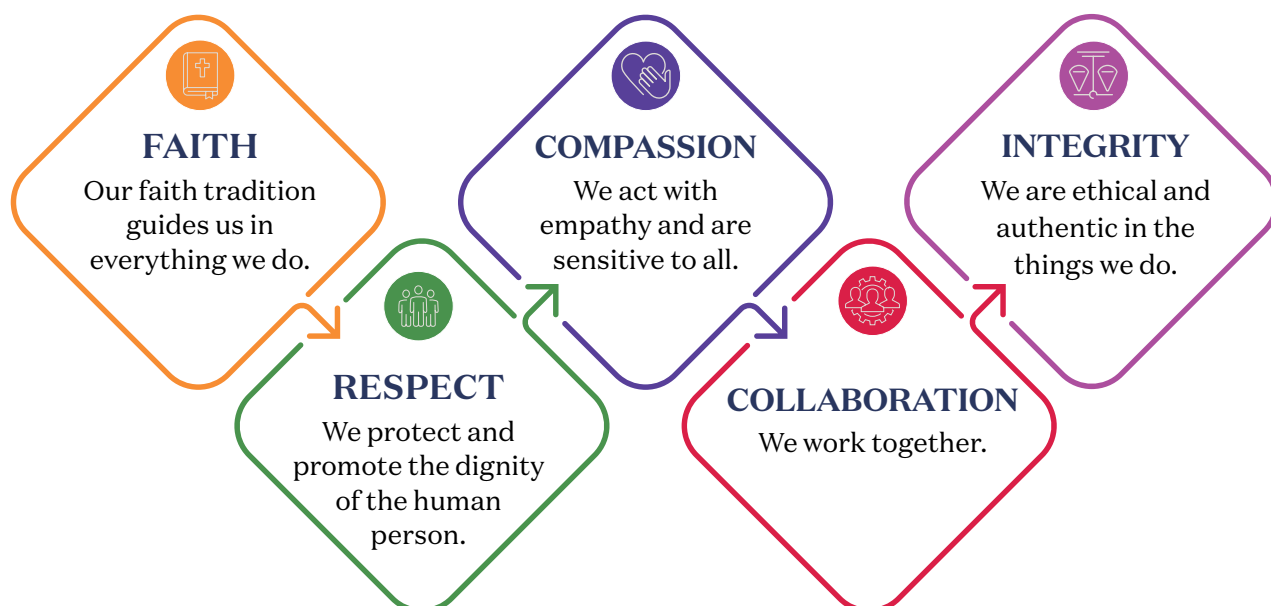 FAITH
Our faith tradition
guides us in
everything we do.
RESPECT
We protect and
promote the dignity
of the human
person.
COMPASSION
We act with
empathy and are
sensitive to all.
COLLABORATION
We work together.
INTEGRITY
We are ethical and
authentic in the
things we do.